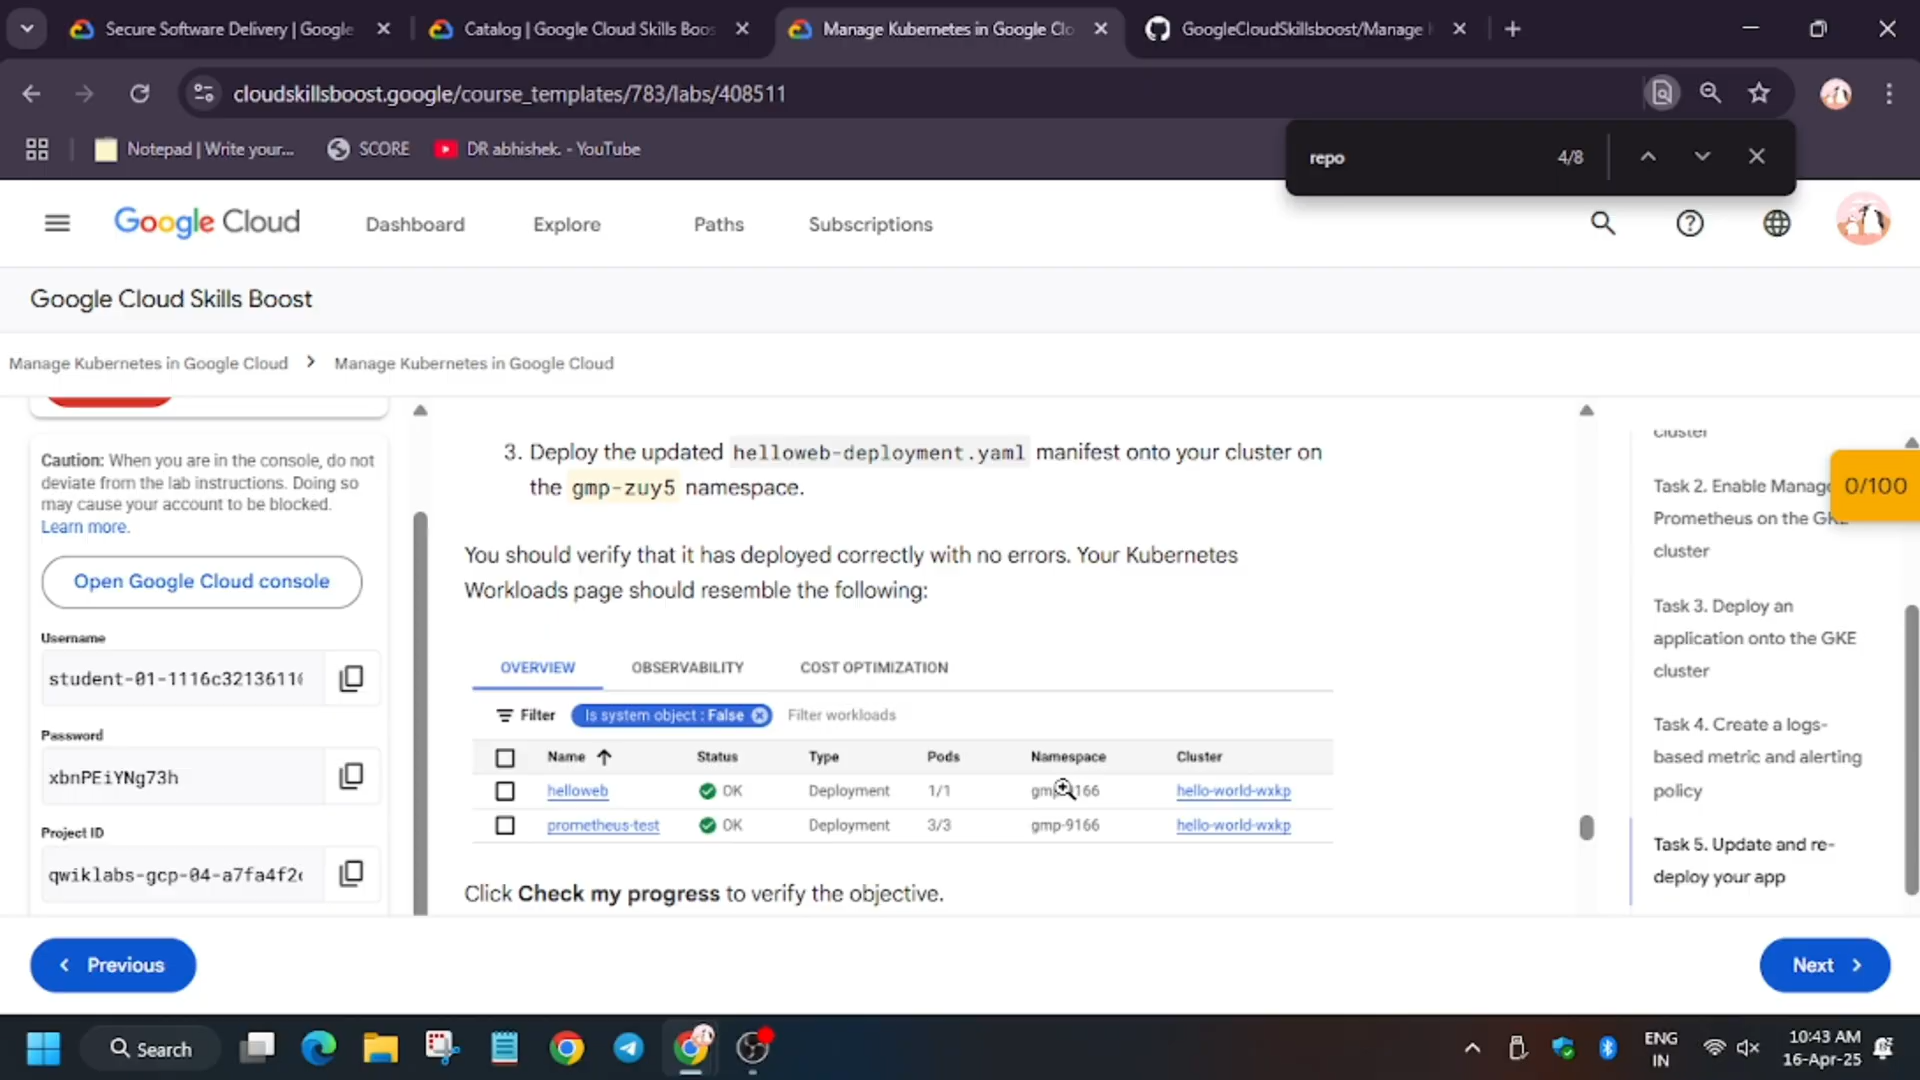 Secure Software Delivery | Google
Catalog | Google Cloud Skills Boos
Manage Kubernetes in Google Clo
GoogleCloudSkillsboost/Manage
cloudskillsboost.google/course_templates/783/labs/408511
Notepad | Write your...
SCORE
DR abhishek. - YouTube
repo
4/8
Google Cloud
Dashboard
Explore
Paths
Subscriptions
Google Cloud Skills Boost
Manage Kubernetes in Google Cloud > Manage Kubernetes in Google Cloud
Caution: When you are in the console, do not
deviate from the lab instructions. Doing so
may cause your account to be blocked.
Learn more.
Open Google Cloud console
Username
student-01-1116c32136110
Password
xbnPEiYNg73h
Project ID
qwiklabs-gcp-04-a7fa4f2
3. Deploy the updated helloweb-deployment.yaml manifest onto your cluster on
the gmp-zuy5 namespace.
You should verify that it has deployed correctly with no errors. Your Kubernetes
Workloads page should resemble the following:
OVERVIEW OBSERVABILITY COST OPTIMIZATION
Filter Is system object : False Filter workloads
Name Status Type Pods Namespace Cluster
helloweb OK Deployment 1/1 gmp-9166 hello-world-wxkp
prometheus-test OK Deployment 3/3 gmp-9166 hello-world-wxkp
Click Check my progress to verify the objective.
cluster
Task 2. Enable Manage
Prometheus on the GKE
cluster
0/100
Task 3. Deploy an
application onto the GKE
cluster
Task 4. Create a logs-
based metric and alerting
policy
Task 5. Update and re-
deploy your app
Previous
Next
Search
ENG
IN
10:43 AM
16-Apr-25